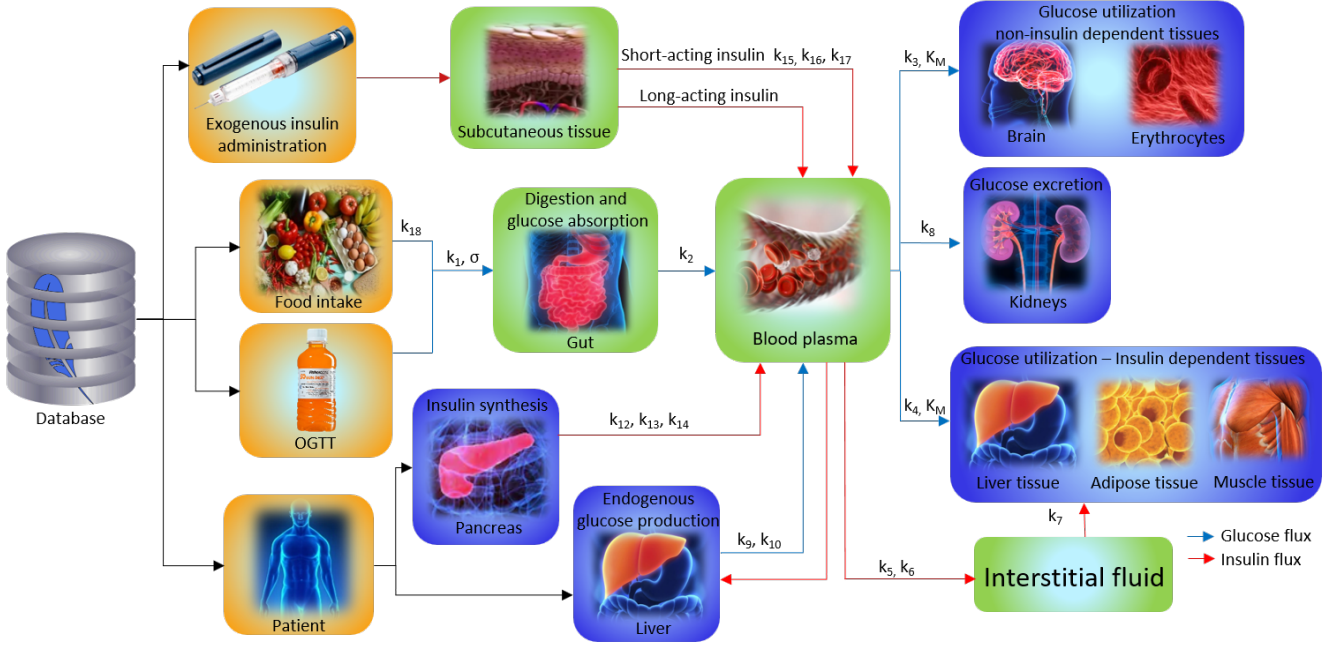 Exogenous insulin
administration
Subcutaneous tissue
Short-acting insulin k15, k16, k17
Long-acting insulin
Glucose utilization
non-insulin dependent tissues
k3, KM
Brain
Erythrocytes
Food intake
k18
k1, σ
Digestion and
glucose absorption
Gut
k2
Blood plasma
Glucose excretion
k8
Kidneys
Database
OGTT
Insulin synthesis
Pancreas
k12, k13, k14
Glucose utilization – Insulin dependent tissues
k4, KM
Liver tissue
Adipose tissue
Muscle tissue
Patient
Endogenous
glucose production
Liver
k9, k10
k5, k6
k7
Interstitial fluid
Glucose flux
Insulin flux